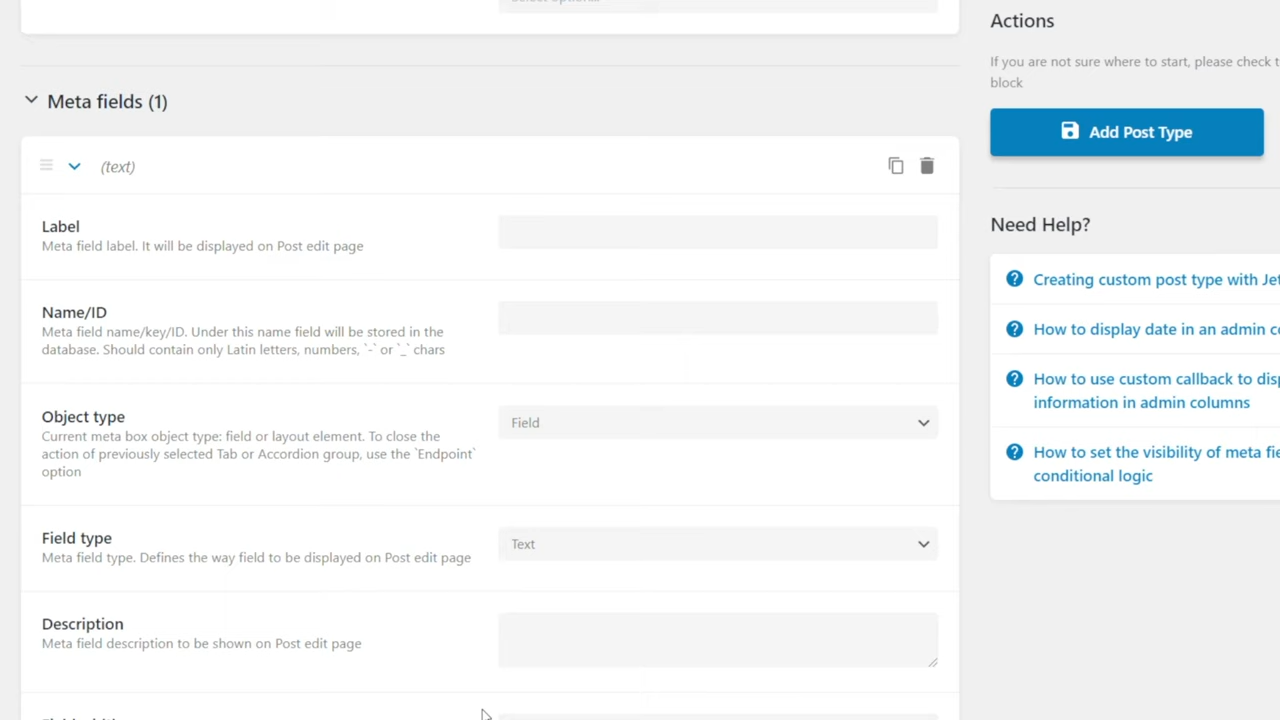 Meta fields (1)
(text)
Label
Meta field label. It will be displayed on Post edit page
Name/ID
Meta field name/key/ID. Under this name field will be stored in the
database. Should contain only Latin letters, numbers, `-` or `_` chars
Object type
Current meta box object type: field or layout element. To close the
action of previously selected Tab or Accordion group, use the `Endpoint`
option
Field
Field type
Meta field type. Defines the way field to be displayed on Post edit page
Text
Description
Meta field description to be shown on Post edit page
Actions
If you are not sure where to start, please check
block
Add Post Type
Need Help?
Creating custom post type with
How to display date in an admin
How to use custom callback to
information in admin columns
How to set the visibility of meta
conditional logic